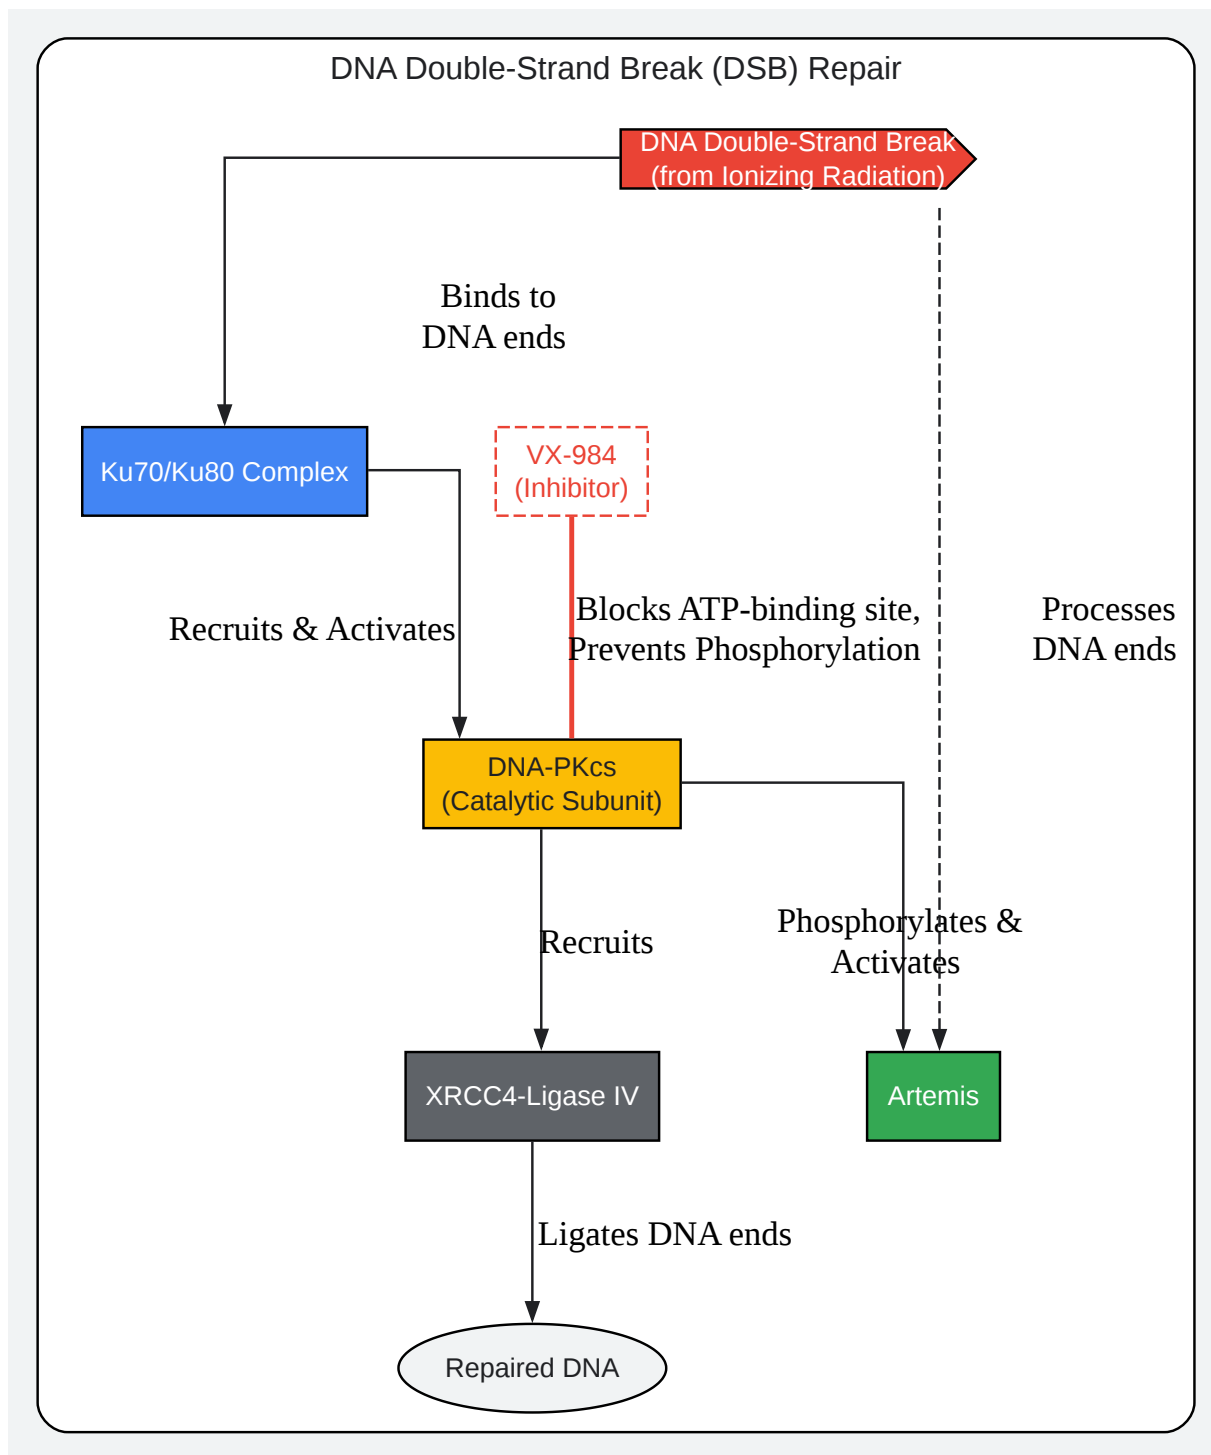 DNA Double-Strand Break (DSB) Repair
DNA Double-Strand Break
(from Ionizing Radiation)
Binds to
DNA ends
Ku70/Ku80 Complex
VX-984
(Inhibitor)
Recruits & Activates
Blocks ATP-binding site,
Prevents Phosphorylation
Processes
DNA ends
DNA-PKcs
(Catalytic Subunit)
Recruits
Phosphorylates &
Activates
XRCC4-Ligase IV
Artemis
Ligates DNA ends
Repaired DNA